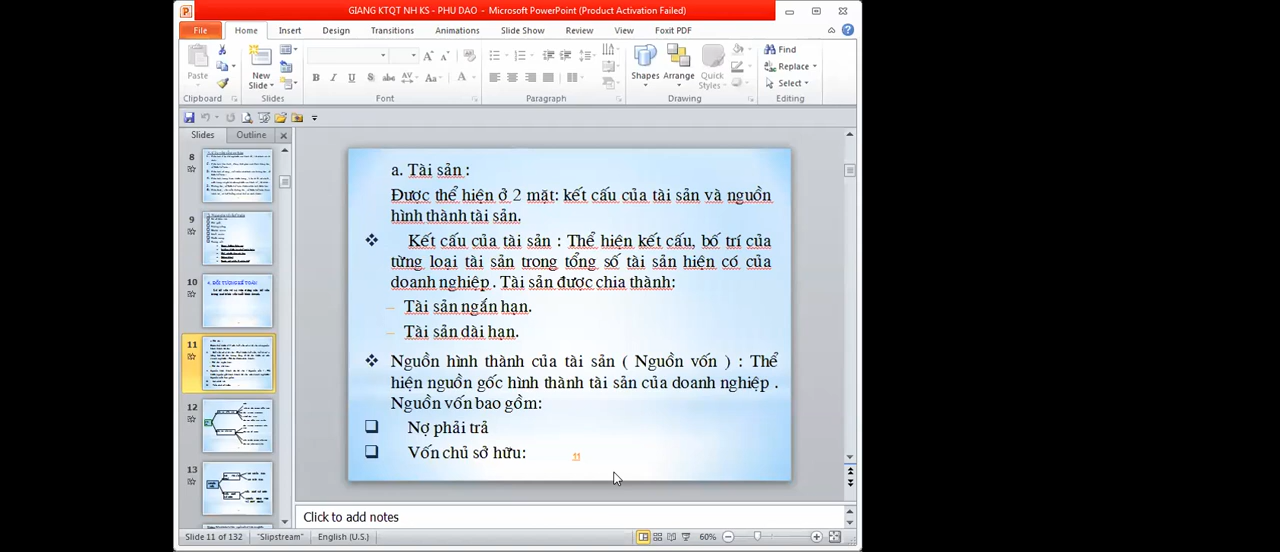 GIANG KTQT NH KS - PHU DAO - Microsoft PowerPoint (Product Activation Failed)
File Home Insert Design Transitions Animations Slide Show Review View Foxit PDF
Paste
New
Slide
Shapes Arrange Quick
Styles
Find
Replace
Select
Clipboard Slides Font Paragraph Drawing Editing
Slides Outline
8
9
10
11
12
13
a. Tài sản :
Được thể hiện ở 2 mặt: kết cấu của tài sản và nguồn
hình thành tài sản.
Kết cấu của tài sản : Thể hiện kết cấu, bố trí của
từng loại tài sản trong tổng số tài sản hiện có của
doanh nghiệp . Tài sản được chia thành:
– Tài sản ngắn hạn.
– Tài sản dài hạn.
Nguồn hình thành của tài sản ( Nguồn vốn ) : Thể
hiện nguồn gốc hình thành tài sản của doanh nghiệp .
Nguồn vốn bao gồm:
Nợ phải trả
Vốn chủ sở hữu:
11
Click to add notes
Slide 11 of 132 "Slipstream" English (U.S.) 60%